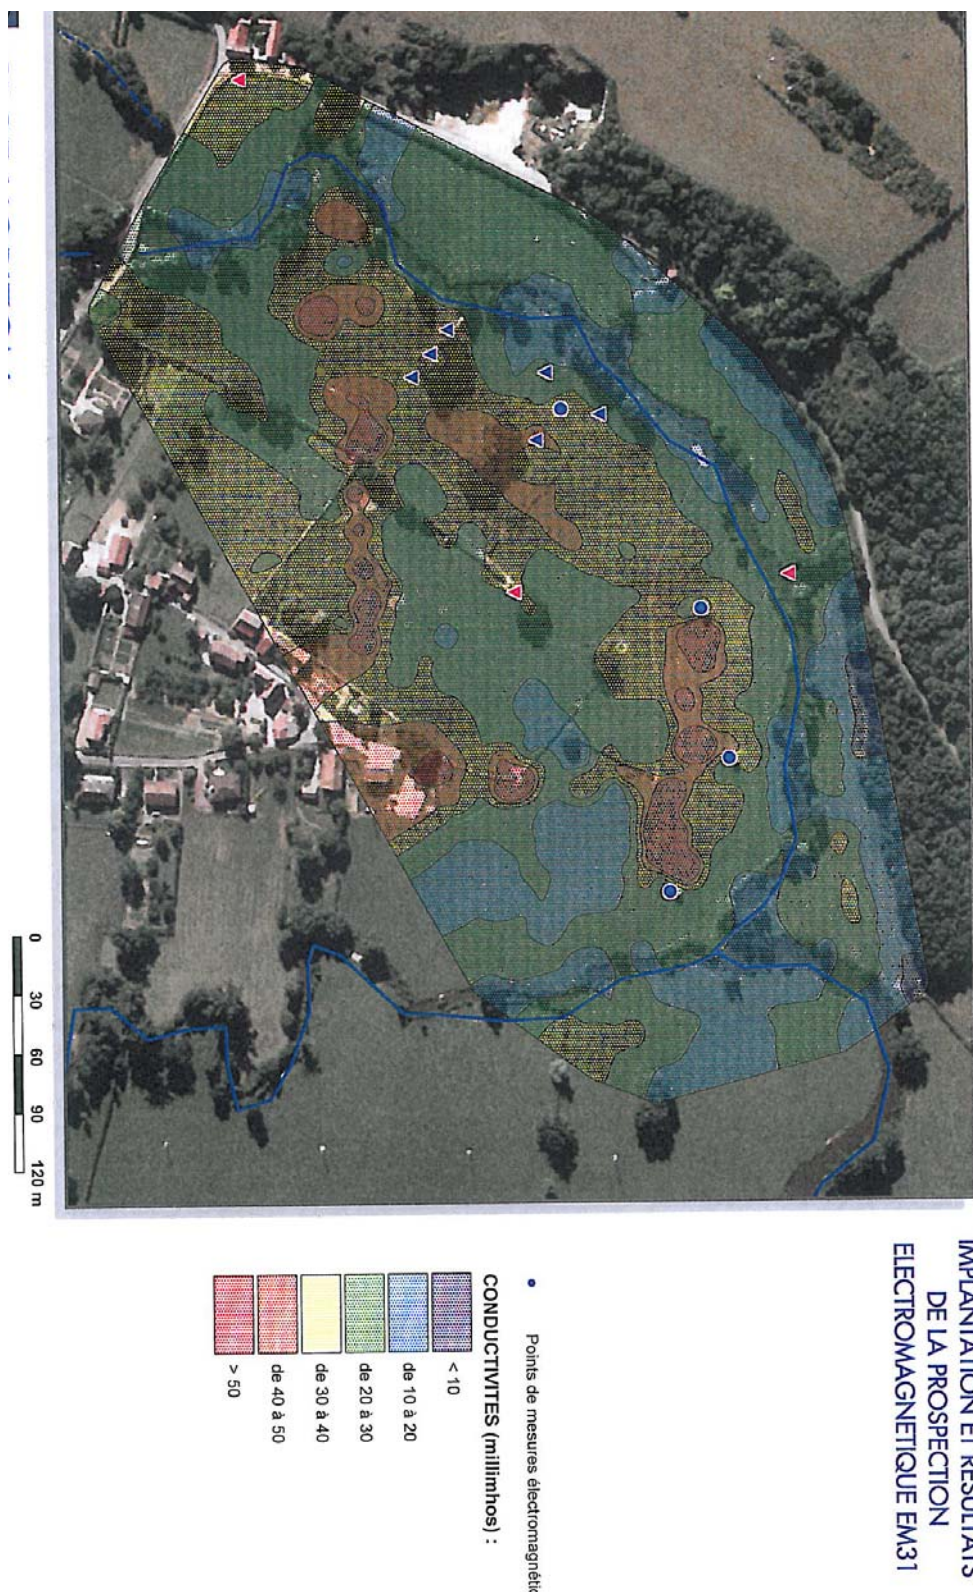 IMPLANTATION ET RESULTATS
DE LA PROSPECTION
ELECTROMAGNETIQUE EM31
Points de mesures électromagnétic
CONDUCTIVITES (millimhos) :
< 10
de 10 à 20
de 20 à 30
de 30 à 40
de 40 à 50
> 50
0 30 60 90 120 m